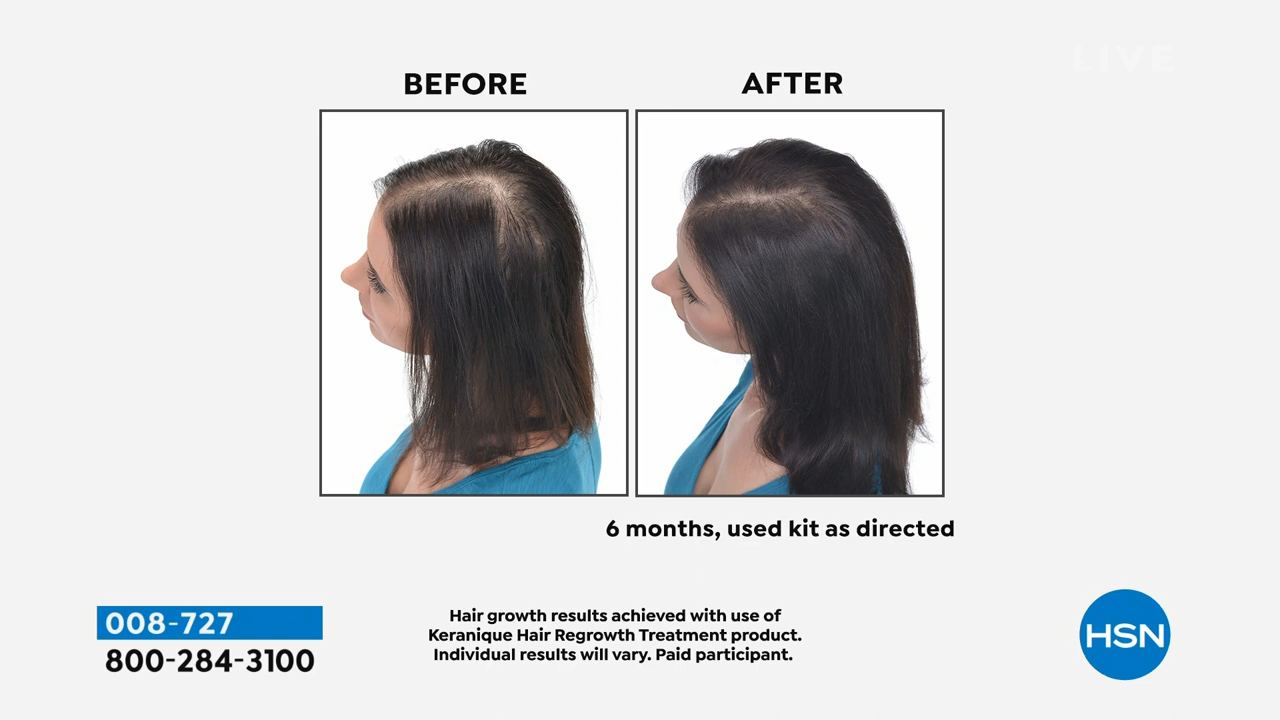 LIVE
BEFORE
AFTER
6 months, used kit as directed
008-727
800-284-3100
Hair growth results achieved with use of
Keranique Hair Regrowth Treatment product.
Individual results will vary. Paid participant.
HSN